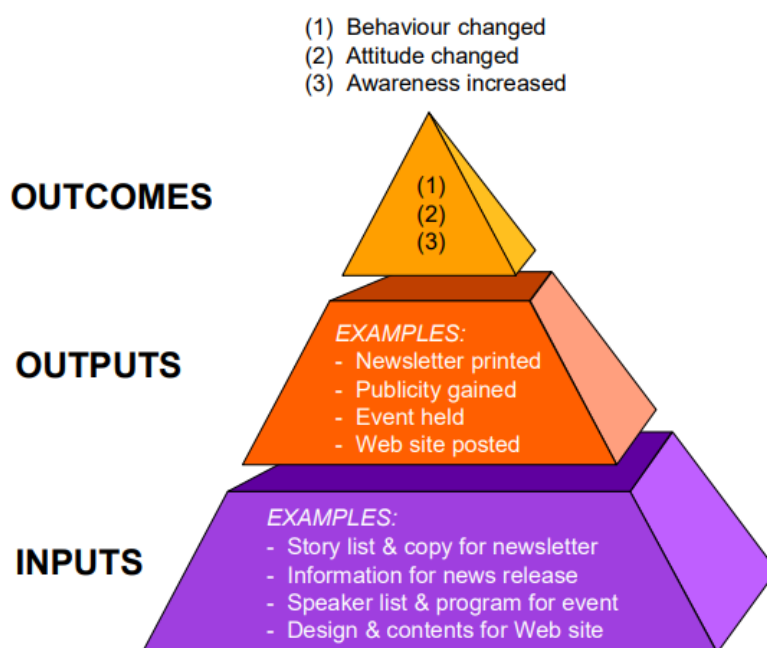 (1) Behaviour changed
(2) Attitude changed
(3) Awareness increased
OUTCOMES
(1)
(2)
(3)
OUTPUTS
EXAMPLES:
- Newsletter printed
- Publicity gained
- Event held
- Web site posted
INPUTS
EXAMPLES:
- Story list & copy for newsletter
- Information for news release
- Speaker list & program for event
- Design & contents for Web site